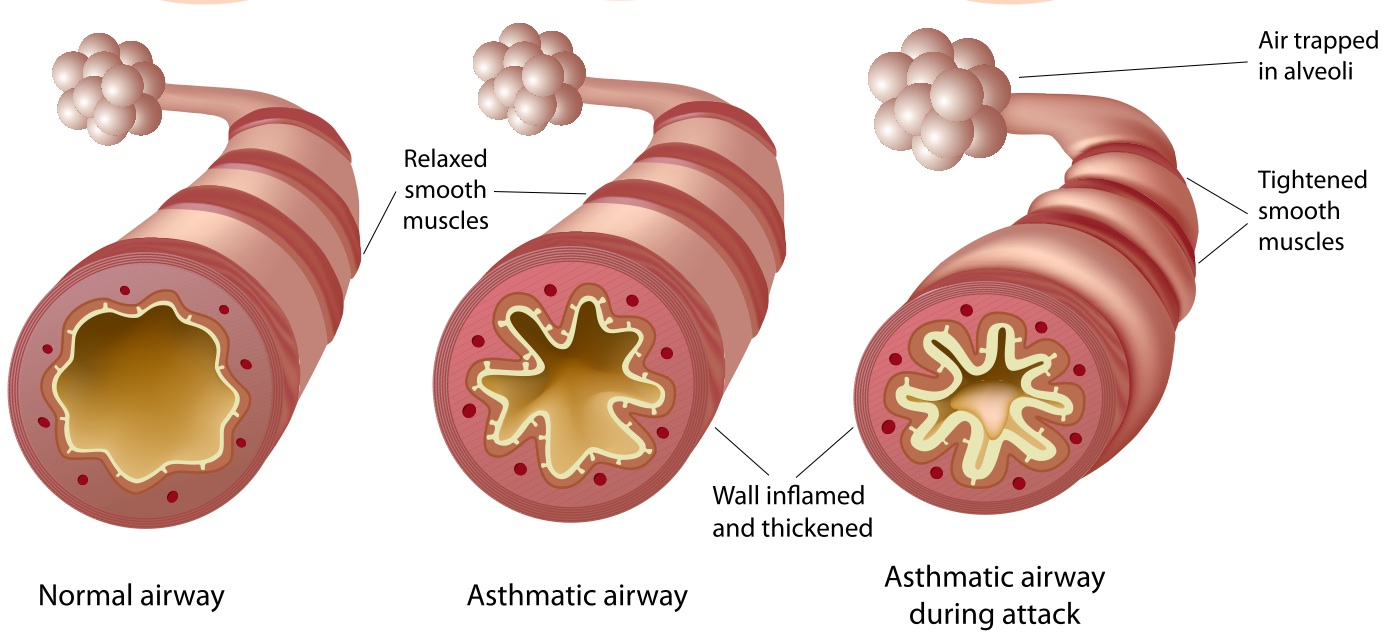 Air trapped
in alveoli
Relaxed
smooth
muscles
Tightened
smooth
muscles
Wall inflamed
and thickened
Normal airway
Asthmatic airway
Asthmatic airway
during attack